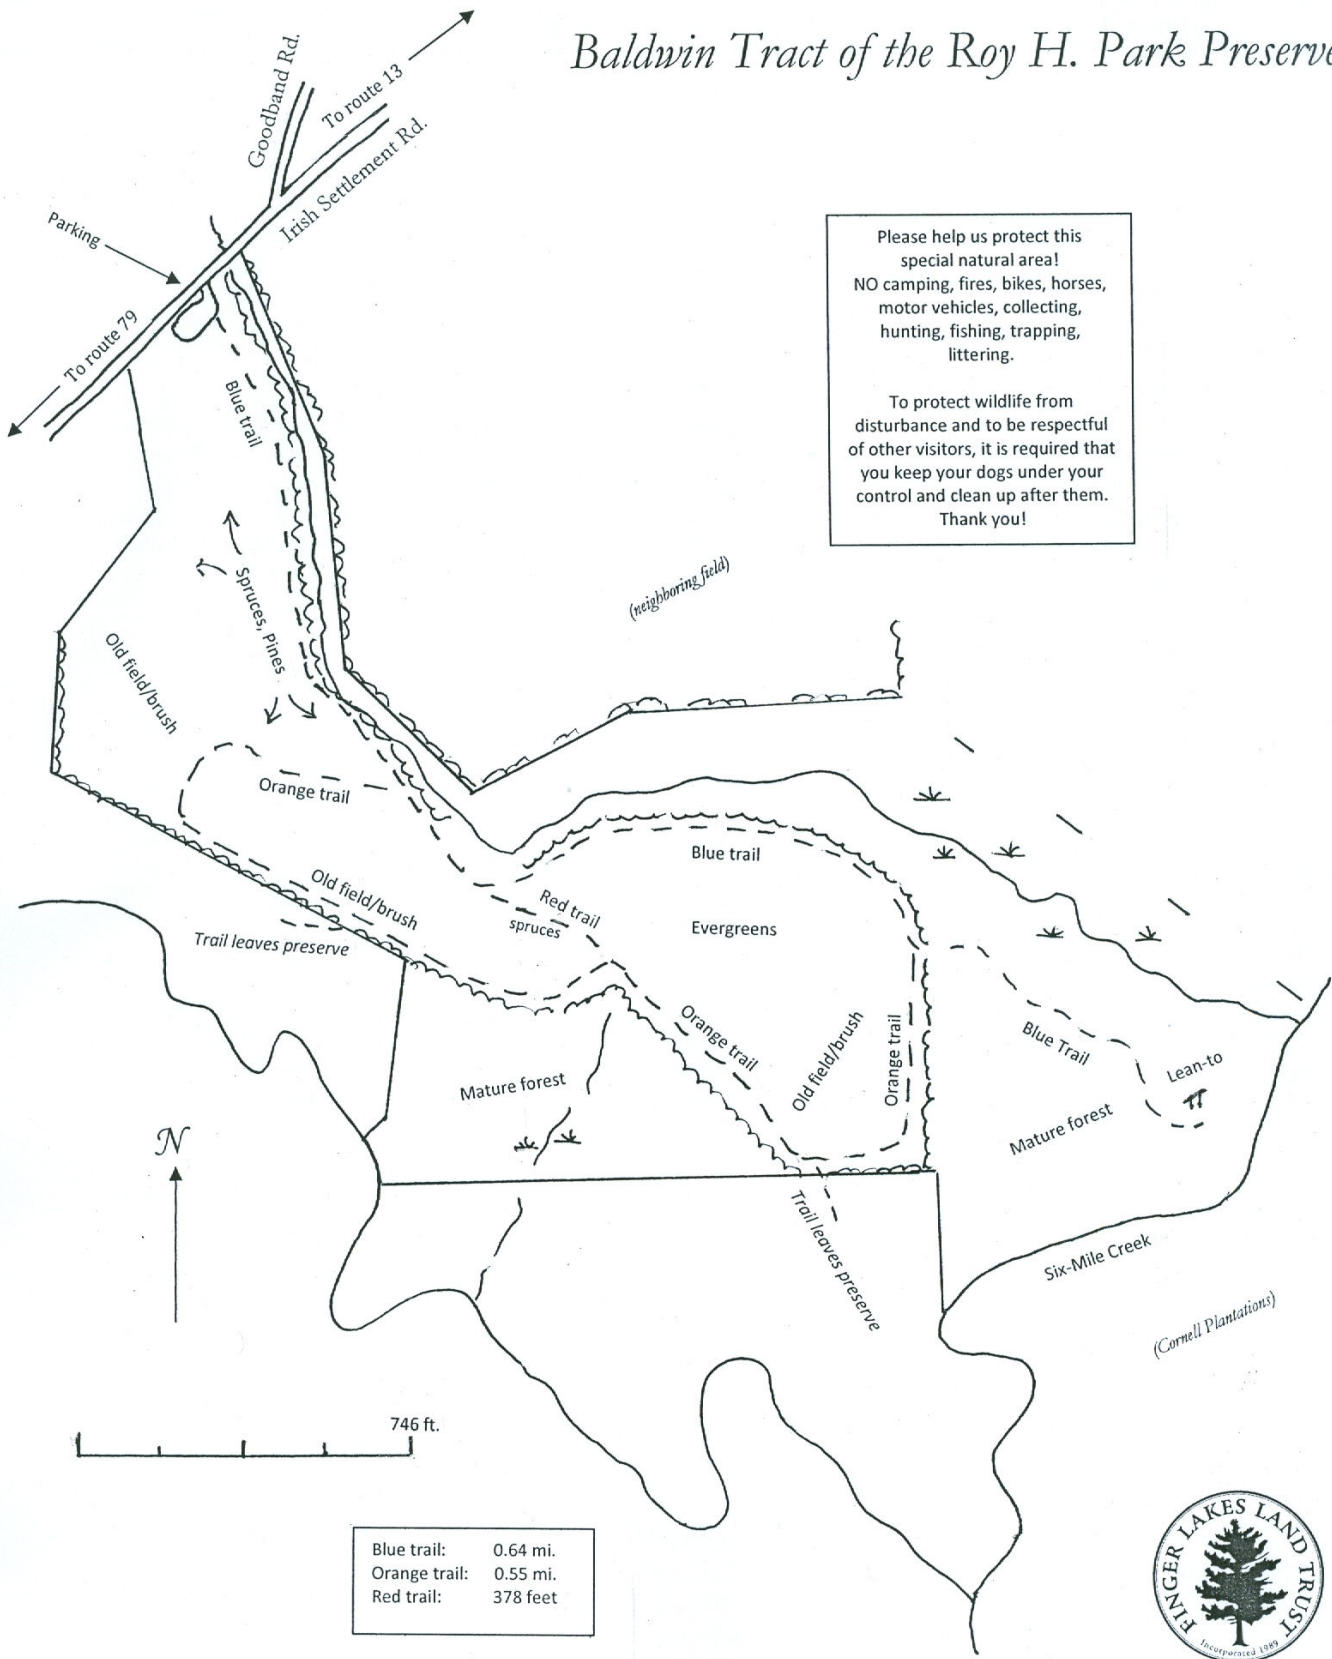 Baldwin Tract of the Roy H. Park Preserve
Goodband Rd.
To route 13
Irish Settlement Rd.
Parking
To route 79
Please help us protect this
special natural area!
NO camping, fires, bikes, horses,
motor vehicles, collecting,
hunting, fishing, trapping,
littering.
To protect wildlife from
disturbance and to be respectful
of other visitors, it is required that
you keep your dogs under your
control and clean up after them.
Thank you!
Blue trail
Spruces, Pines
(neighboring field)
Old field/brush
Orange trail
Blue trail
Old field/brush
Red trail
spruces
Evergreens
Trail leaves preserve
Orange trail
Old field/brush
Orange trail
Blue Trail
Lean-to
Mature forest
Mature forest
N
Trail leaves preserve
Six-Mile Creek
(Cornell Plantations)
746 ft.
Blue trail: 0.64 mi.
Orange trail: 0.55 mi.
Red trail: 378 feet
FINGER LAKES LAND TRUST
Incorporated 1989